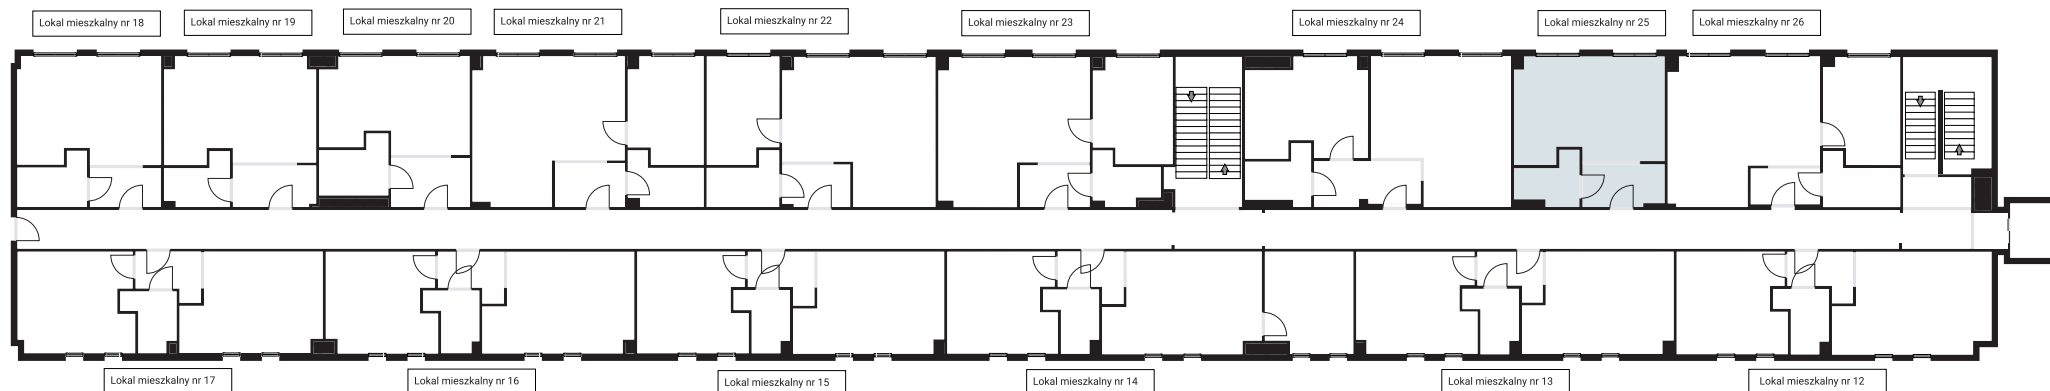 Lokal mieszkalny nr 18
Lokal mieszkalny nr 19
Lokal mieszkalny nr 20
Lokal mieszkalny nr 21
Lokal mieszkalny nr 22
Lokal mieszkalny nr 23
Lokal mieszkalny nr 24
Lokal mieszkalny nr 25
Lokal mieszkalny nr 26
Lokal mieszkalny nr 17
Lokal mieszkalny nr 16
Lokal mieszkalny nr 15
Lokal mieszkalny nr 14
Lokal mieszkalny nr 13
Lokal mieszkalny nr 12